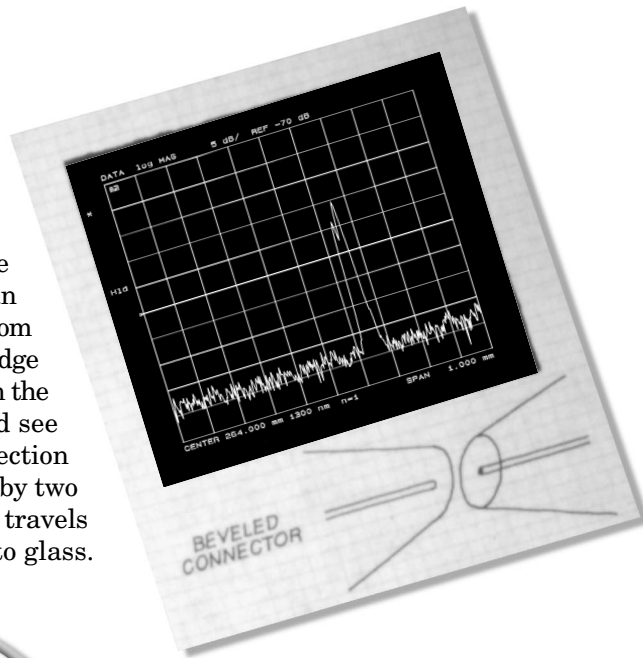 e
an
om
dge
n the
d see
ection
by two
travels
to glass.
DATA log MAG 5 dB/ REF -70 dB
*
Hld
CENTER 264.000 mm 1300 nm n=1 SPAN 1.000 mm
BEVELED
CONNECTOR